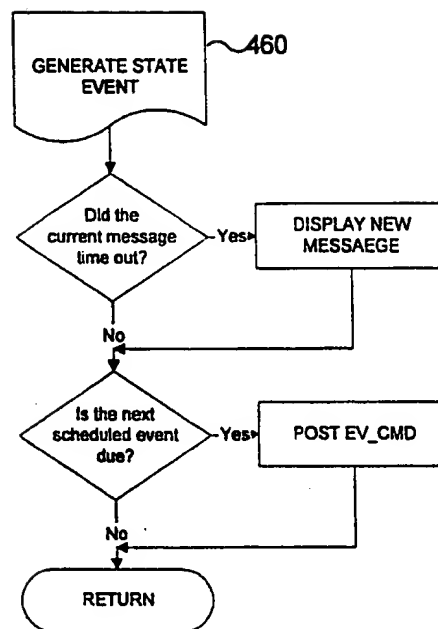 460
GENERATE STATE
EVENT
Did the
current message
time out?
Yes
DISPLAY NEW
MESSAEGE
No
Is the next
scheduled event
due?
Yes
POST EV_CMD
No
RETURN